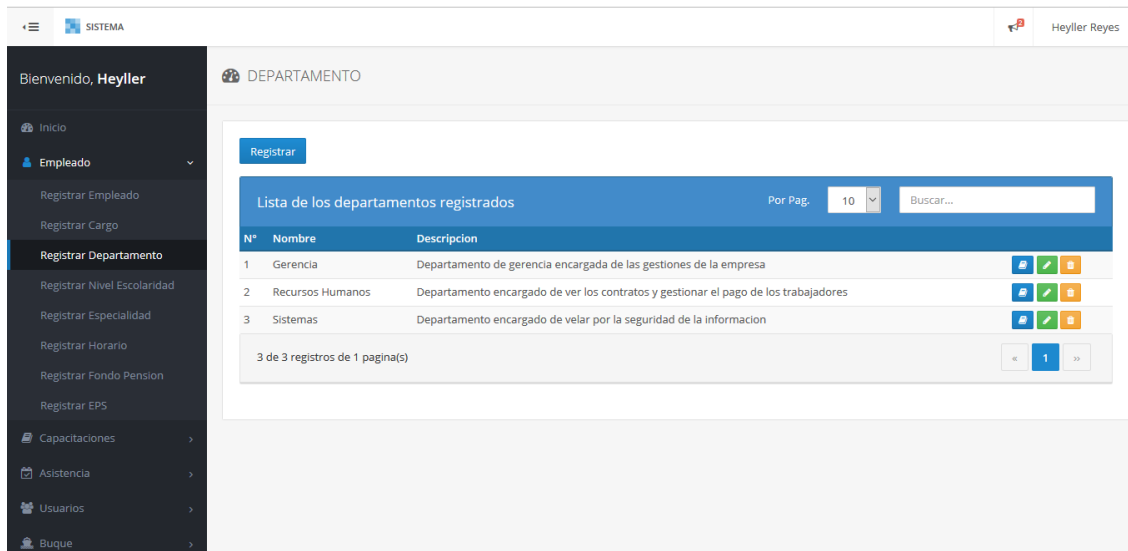 SISTEMA
2
Heyller Reyes
Bienvenido, Heyller
DEPARTAMENTO
Inicio
Empleado
Registrar Empleado
Registrar Cargo
Registrar Departamento
Registrar Nivel Escolaridad
Registrar Especialidad
Registrar Horario
Registrar Fondo Pension
Registrar EPS
Capacitaciones
Asistencia
Usuarios
Buque
Registrar
Lista de los departamentos registrados Por Pag. 10 Buscar...
N° Nombre Descripcion
1 Gerencia Departamento de gerencia encargada de las gestiones de la empresa
2 Recursos Humanos Departamento encargado de ver los contratos y gestionar el pago de los trabajadores
3 Sistemas Departamento encargado de velar por la seguridad de la informacion
3 de 3 registros de 1 pagina(s) « 1 »